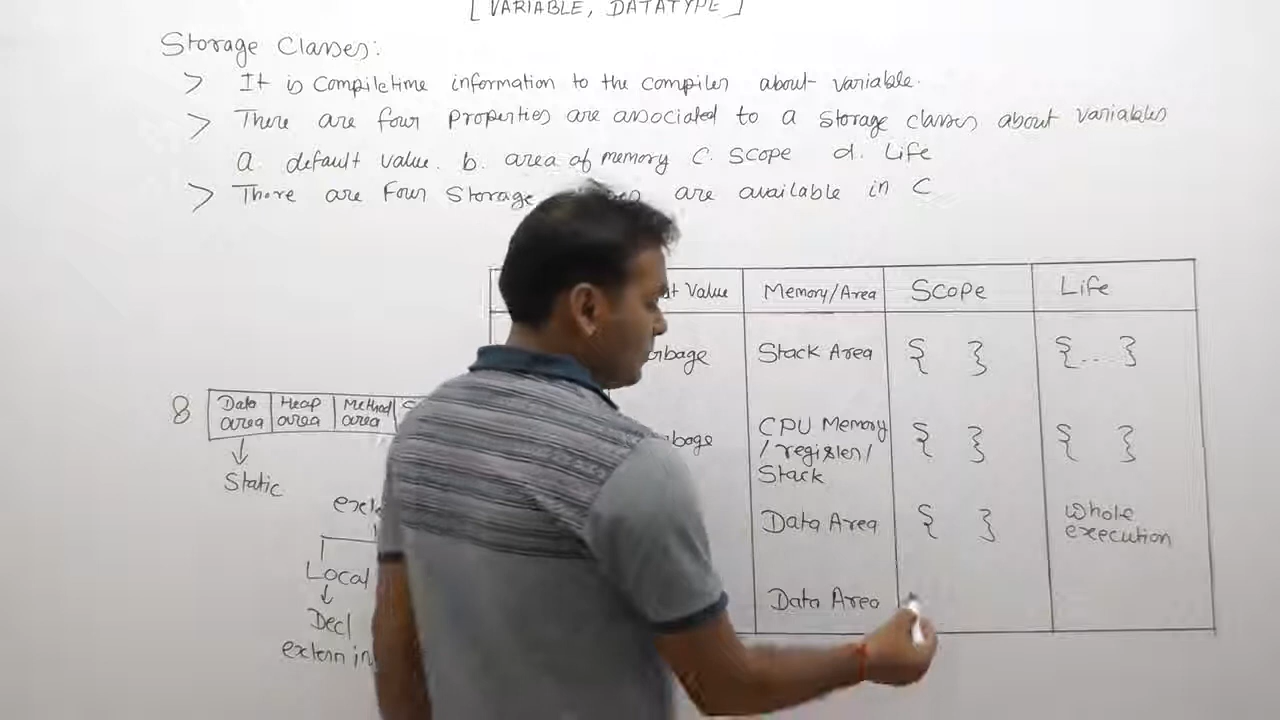 [VARIABLE, DATATYPE]
Storage Classes:
> It is Compiletime information to the compiler about variable.
> There are four properties are associated to a storage classes about variables
a. default value. b. area of memory C. Scope d. Life
> There are Four Storage are available in C
Value Memory/Area Scope Life
Stack Area { } {...}
8 Data area Heap area Method area
CPU Memory / register / Stack { } { }
Static
Data Area { } whole execution
Local
Data Area
Decl
extern in